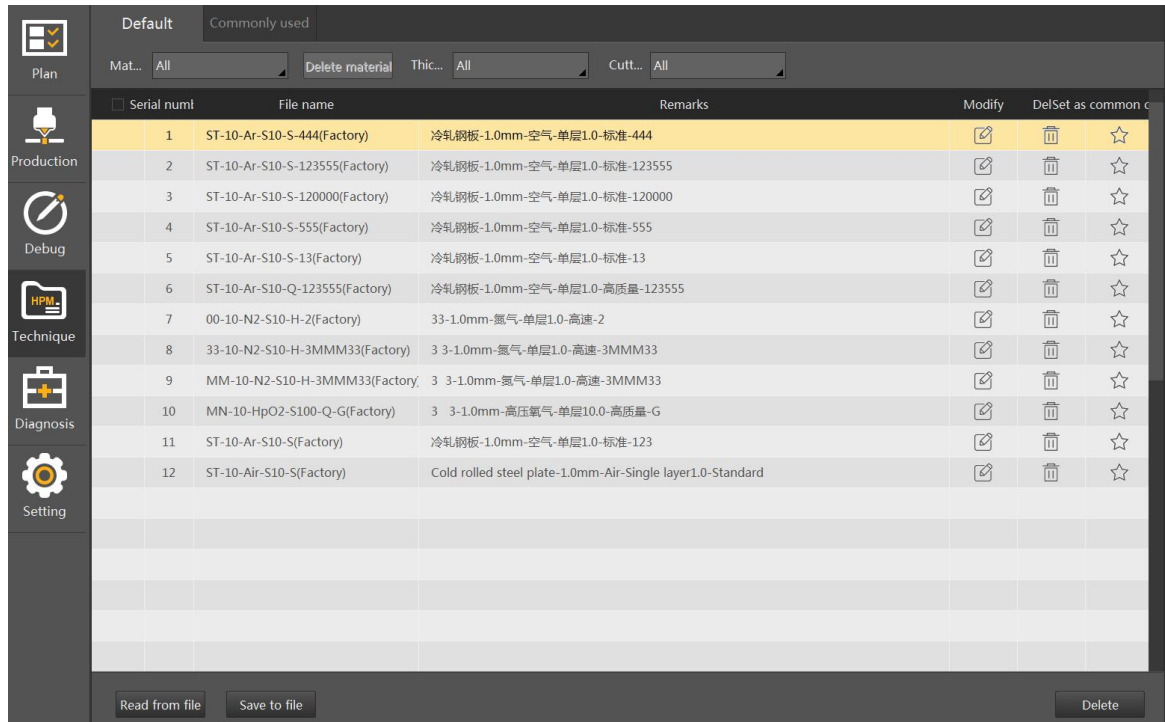 Default Commonly used
Mat... All Delete material Thic... All Cutt... All
Plan
Serial numb File name Remarks Modify DelSet as common c
1 ST-10-Ar-S10-S-444(Factory) 冷轧钢板-1.0mm-空气-单层1.0-标准-444
Production
2 ST-10-Ar-S10-S-123555(Factory) 冷轧钢板-1.0mm-空气-单层1.0-标准-123555
3 ST-10-Ar-S10-S-120000(Factory) 冷轧钢板-1.0mm-空气-单层1.0-标准-120000
4 ST-10-Ar-S10-S-555(Factory) 冷轧钢板-1.0mm-空气-单层1.0-标准-555
Debug
5 ST-10-Ar-S10-S-13(Factory) 冷轧钢板-1.0mm-空气-单层1.0-标准-13
6 ST-10-Ar-S10-Q-123555(Factory) 冷轧钢板-1.0mm-空气-单层1.0-高质量-123555
HPM
7 00-10-N2-S10-H-2(Factory) 33-1.0mm-氮气-单层1.0-高速-2
Technique
8 33-10-N2-S10-H-3MMM33(Factory) 3 3-1.0mm-氮气-单层1.0-高速-3MMM33
9 MM-10-N2-S10-H-3MMM33(Factory) 3 3-1.0mm-氮气-单层1.0-高速-3MMM33
10 MN-10-HpO2-S100-Q-G(Factory) 3 3-1.0mm-高压氧气-单层10.0-高质量-G
Diagnosis
11 ST-10-Ar-S10-S(Factory) 冷轧钢板-1.0mm-空气-单层1.0-标准-123
12 ST-10-Air-S10-S(Factory) Cold rolled steel plate-1.0mm-Air-Single layer1.0-Standard
Setting
Read from file Save to file Delete